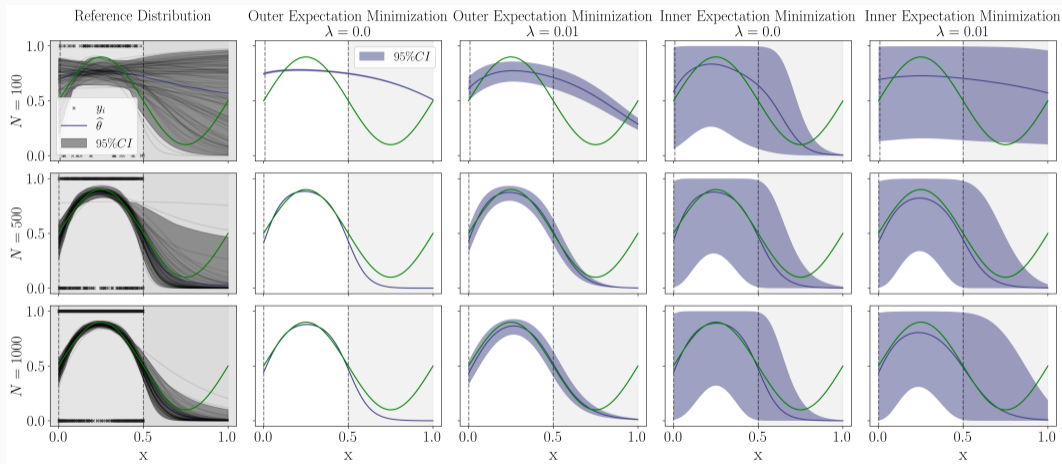 Reference Distribution
Outer Expectation Minimization
λ = 0.0
Outer Expectation Minimization
λ = 0.01
Inner Expectation Minimization
λ = 0.0
Inner Expectation Minimization
λ = 0.01
N = 100
1.0
0.5
0.0
y_i
θ̂
95%CI
95%CI
N = 500
1.0
0.5
0.0
N = 1000
1.0
0.5
0.0
0.0 0.5 1.0
x
0.0 0.5 1.0
x
0.0 0.5 1.0
x
0.0 0.5 1.0
x
0.0 0.5 1.0
x